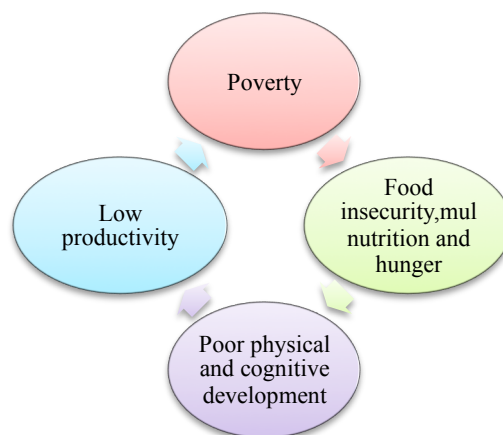 Poverty
Food
insecurity,mul
nutrition and
hunger
Poor physical
and cognitive
development
Low
productivity